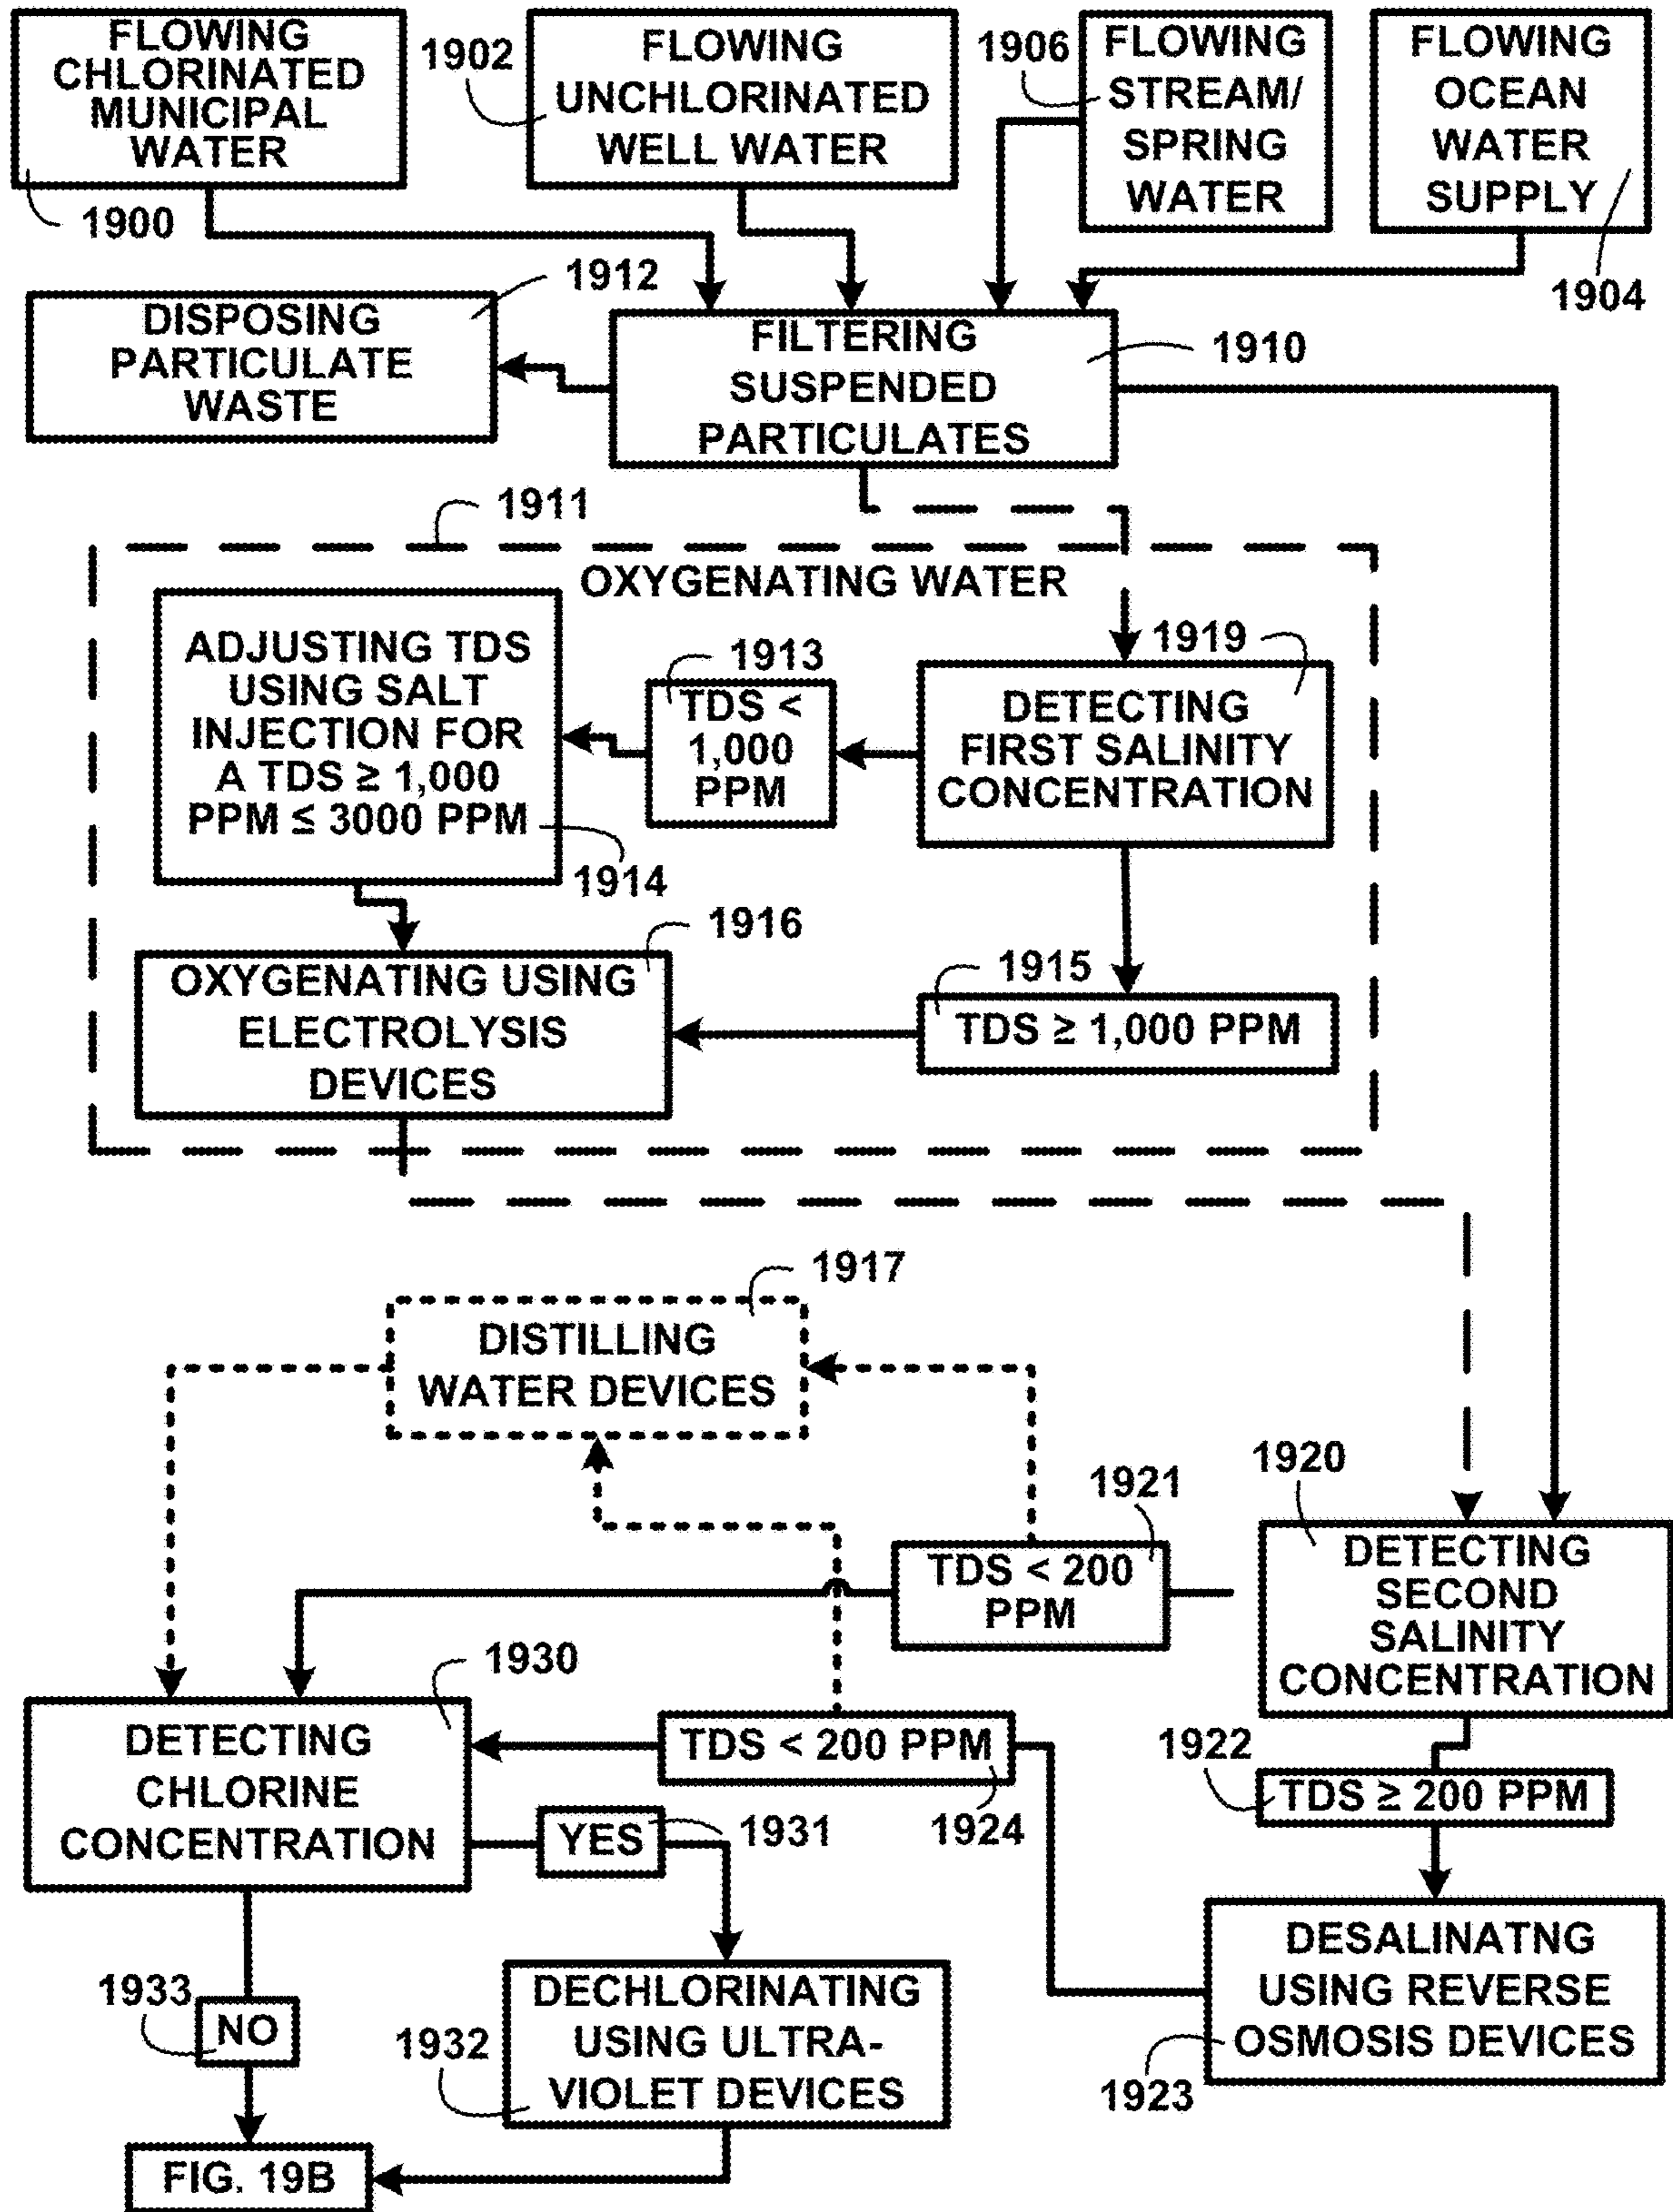 FLOWING
CHLORINATED
MUNICIPAL
WATER
1900
1902
FLOWING
UNCHLORINATED
WELL WATER
1906
FLOWING
STREAM/
SPRING
WATER
FLOWING
OCEAN
WATER
SUPPLY
1904
1912
DISPOSING
PARTICULATE
WASTE
FILTERING
SUSPENDED
PARTICULATES
1910
1911
OXYGENATING WATER
ADJUSTING TDS
USING SALT
INJECTION FOR
A TDS ≥ 1,000
PPM ≤ 3000 PPM
1914
1913
TDS <
1,000
PPM
1919
DETECTING
FIRST SALINITY
CONCENTRATION
1916
OXYGENATING USING
ELECTROLYSIS
DEVICES
1915
TDS ≥ 1,000 PPM
1917
DISTILLING
WATER DEVICES
1921
TDS < 200
PPM
1920
DETECTING
SECOND
SALINITY
CONCENTRATION
1930
DETECTING
CHLORINE
CONCENTRATION
TDS < 200 PPM
1924
1922
TDS ≥ 200 PPM
YES
1931
1933
NO
1932
DECHLORINATING
USING ULTRA-
VIOLET DEVICES
DESALINATNG
USING REVERSE
OSMOSIS DEVICES
1923
FIG. 19B